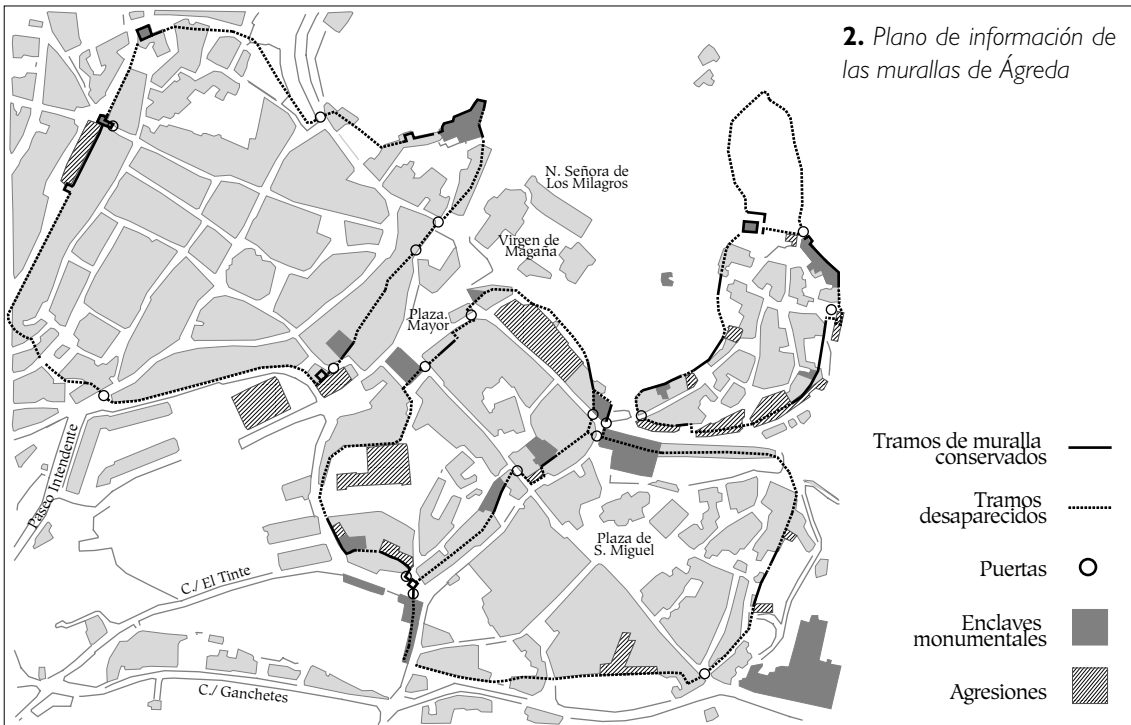 2. Plano de información de
las murallas de Ágreda
N. Señora de
Los Milagros
Virgen de
Magaña
Plaza.
Mayor
Paseo Intendente
Plaza de
S. Miguel
C./ El Tinte
C./ Ganchetes
Tramos de muralla
conservados
Tramos
desaparecidos
Puertas
Enclaves
monumentales
Agresiones